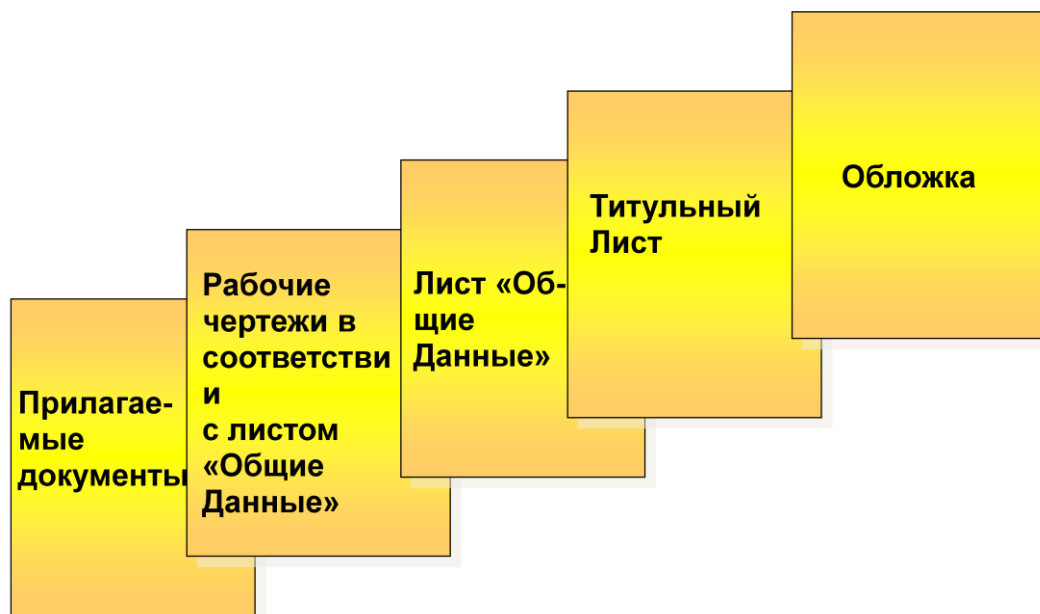 Прилагае-
мые
документы
Рабочие
чертежи в
соответстви
и
с листом
«Общие
Данные»
Лист «Об-
щие
Данные»
Титульный
Лист
Обложка